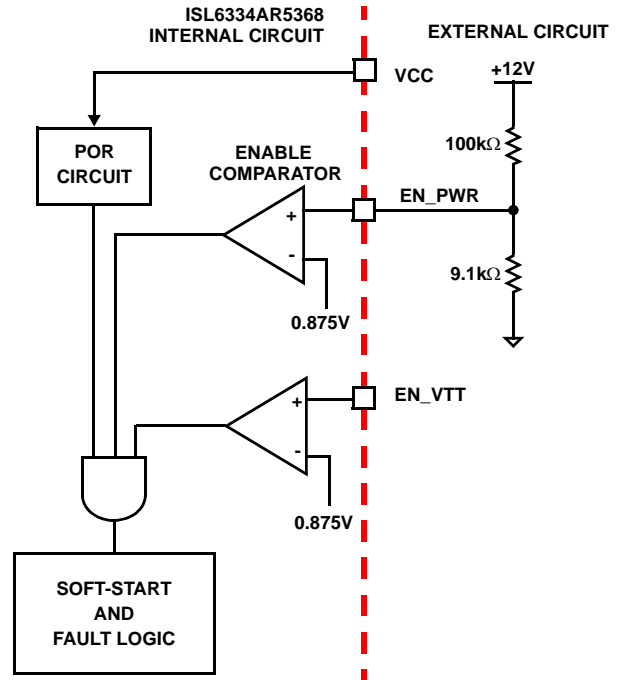 ISL6334AR5368
INTERNAL CIRCUIT
EXTERNAL CIRCUIT
VCC
+12V
POR
CIRCUIT
ENABLE
COMPARATOR
100kΩ
EN_PWR
+
-
9.1kΩ
0.875V
EN_VTT
+
-
0.875V
SOFT-START
AND
FAULT LOGIC